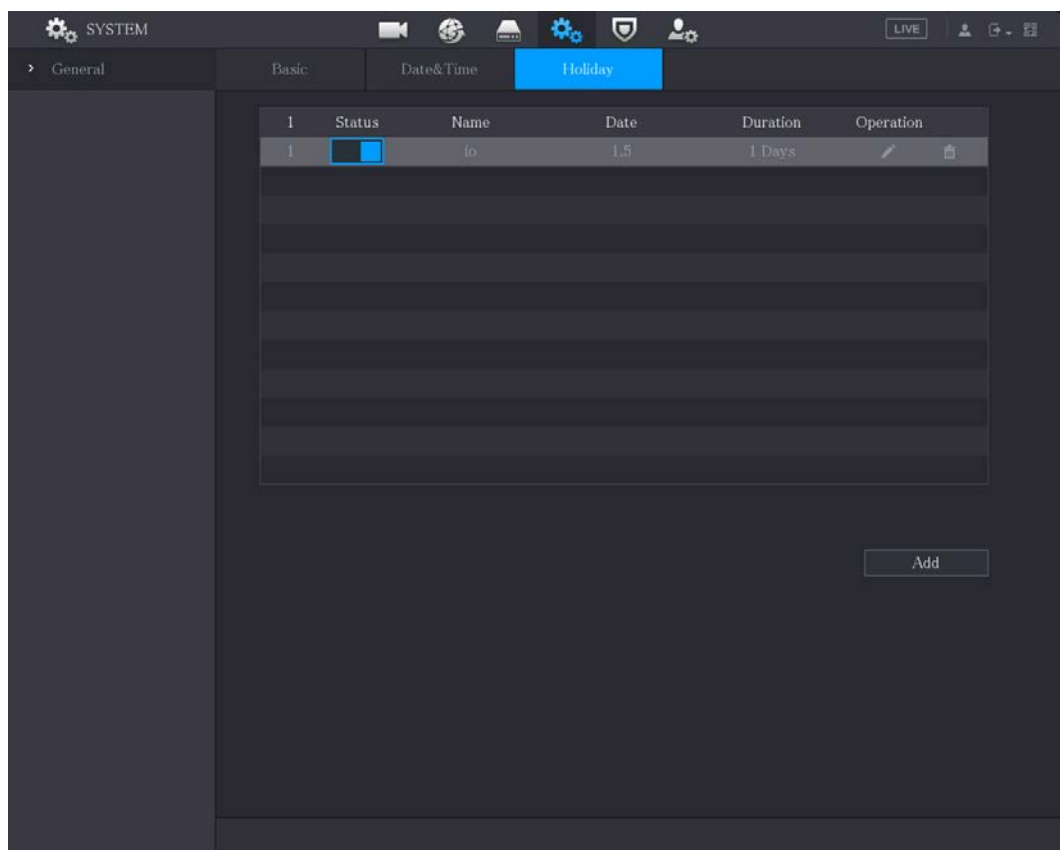 SYSTEM LIVE
General Basic Date&Time Holiday
1 Status Name Date Duration Operation
1 io 1.5 1 Days
Add